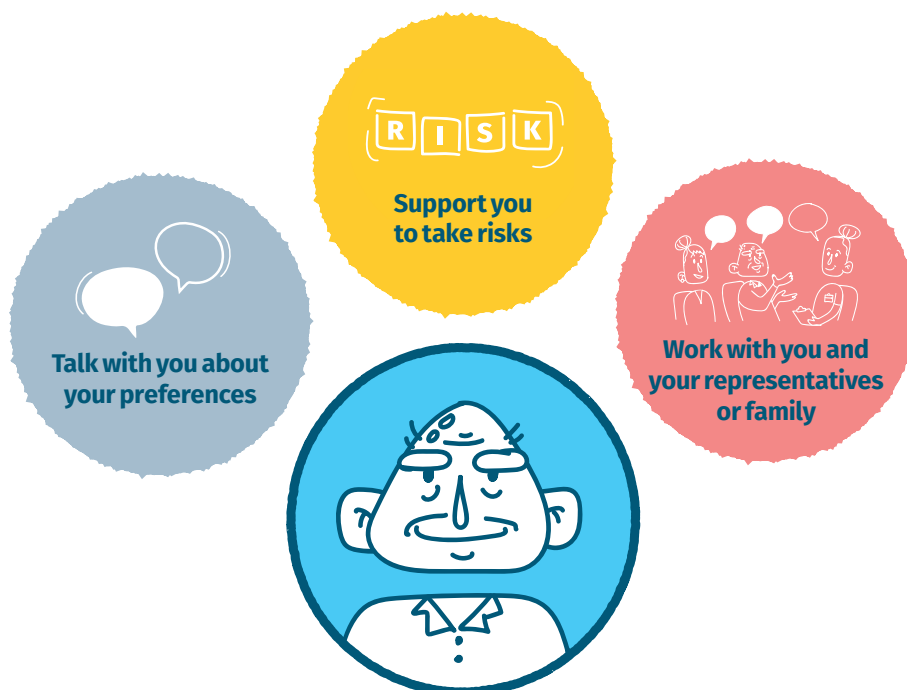 RISK
Support you
to take risks
Talk with you about
your preferences
Work with you and
your representatives
or family